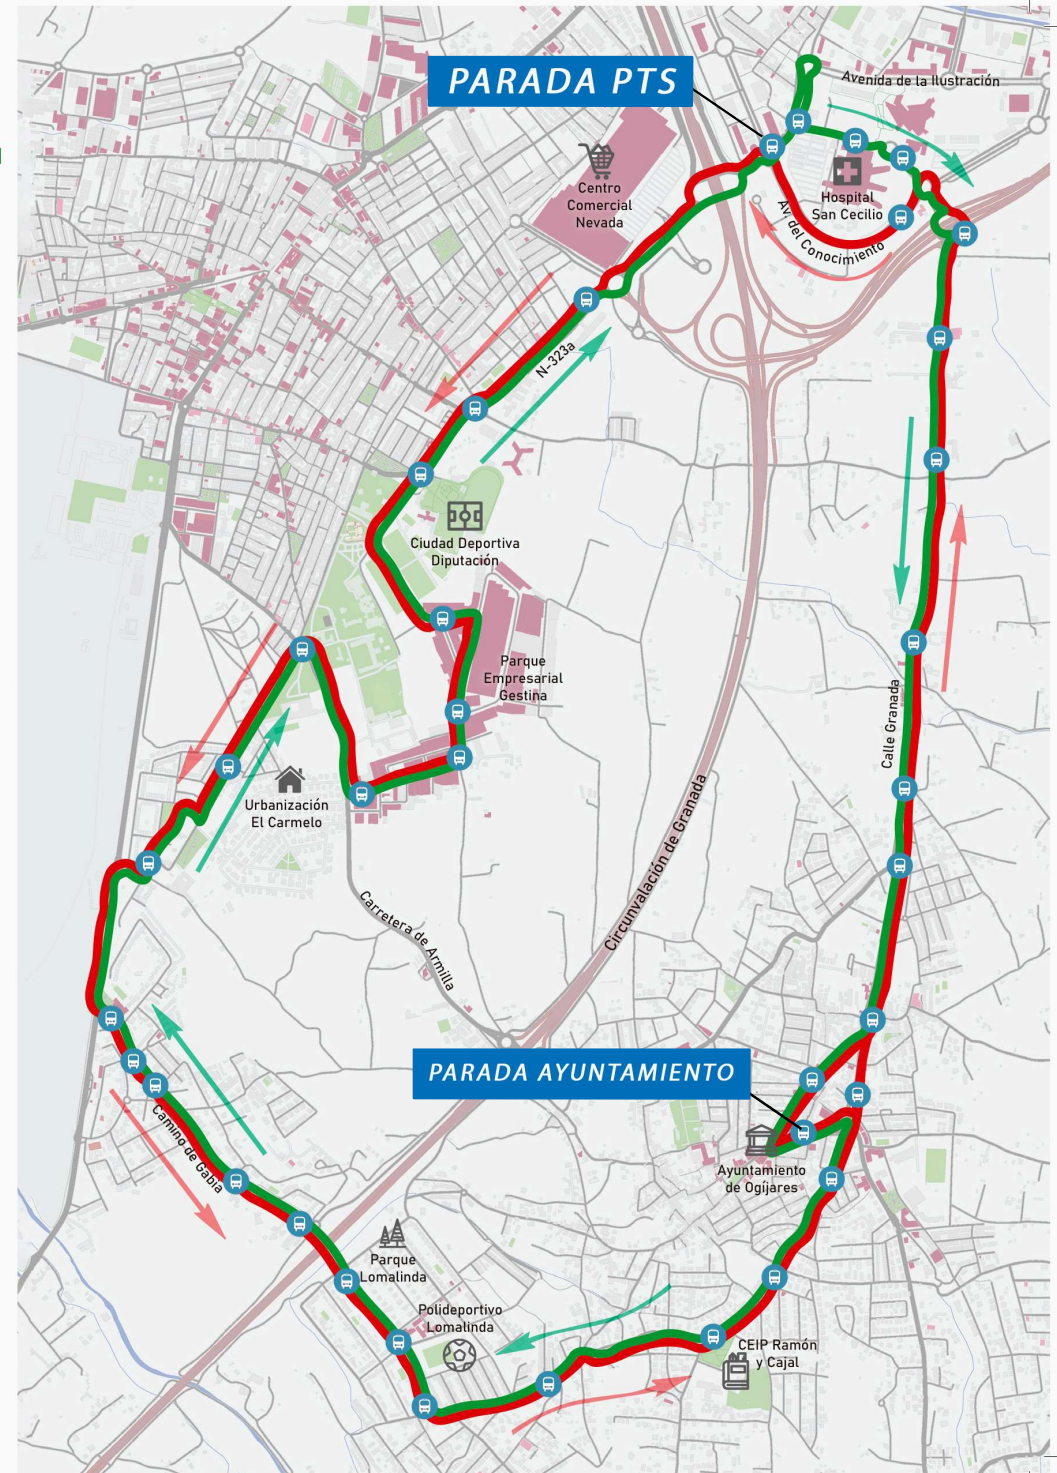 PARADA PTS
Avenida de la Ilustración
Centro
Comercial
Nevada
Hospital
San Cecilio
Av del Conocimiento
N-323a
Ciudad Deportiva
Diputación
Parque
Empresarial
Gestina
Calle Granada
Urbanización
El Carmelo
Circunvalación de Granada
Carretera de Armilla
PARADA AYUNTAMIENTO
Camino de Gabia
Ayuntamiento
de Ogíjares
Parque
Lomalinda
Polideportivo
Lomalinda
CEIP Ramón
y Cajal